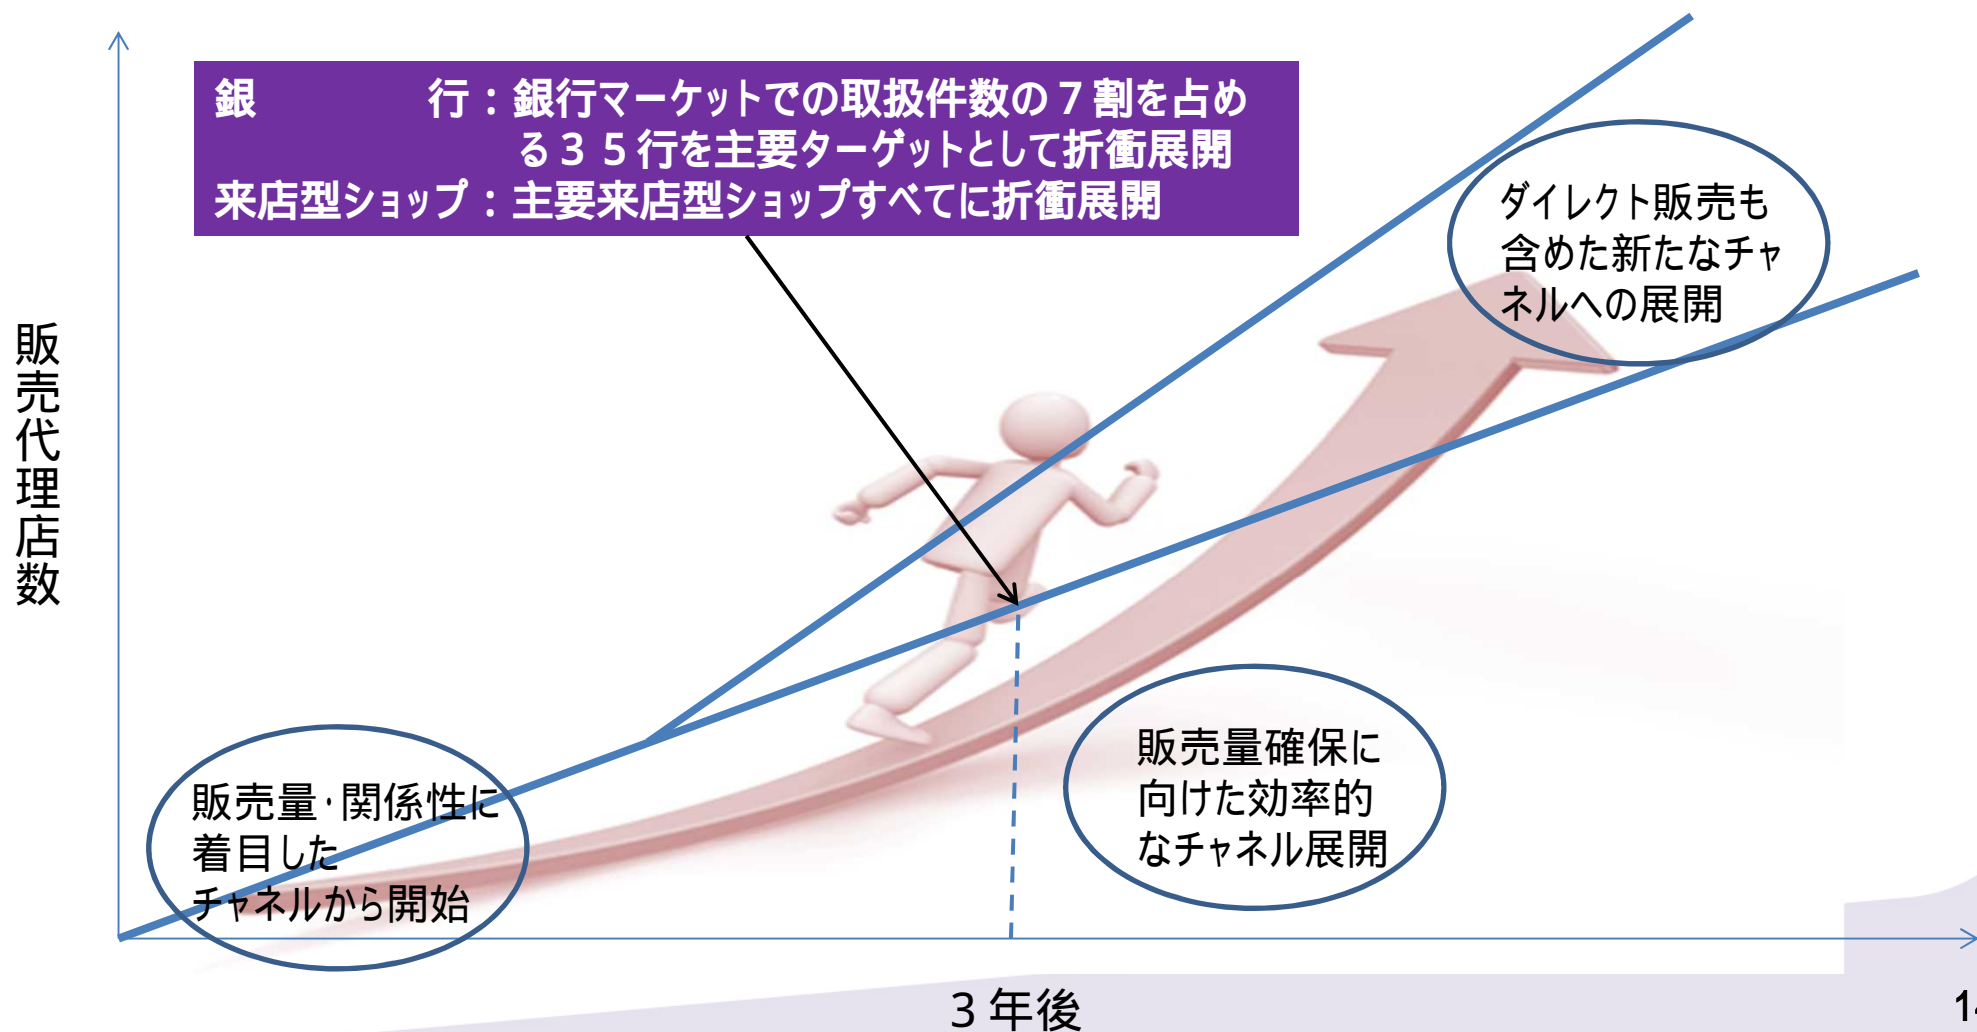 銀　　　　行：銀行マーケットでの取扱件数の７割を占め
る３５行を主要ターゲットとして折衝展開
来店型ショップ：主要来店型ショップすべてに折衝展開
ダイレクト販売も
含めた新たなチャ
ネルへの展開
販売代理店数
販売量確保に
向けた効率的
なチャネル展開
販売量･関係性に
着目した
チャネルから開始
３年後